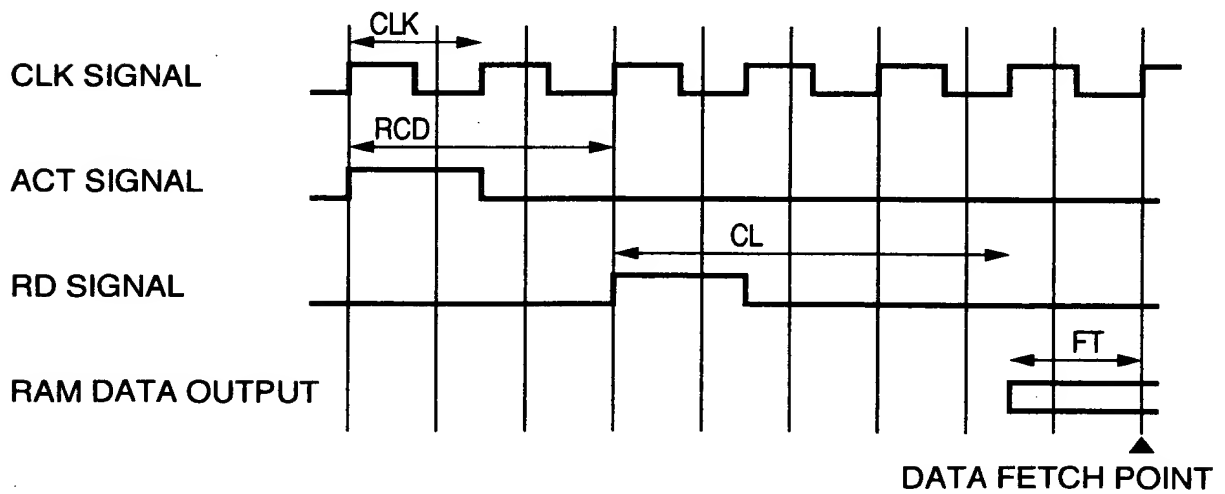 CLK
CLK SIGNAL
RCD
ACT SIGNAL
CL
RD SIGNAL
FT
RAM DATA OUTPUT
DATA FETCH POINT